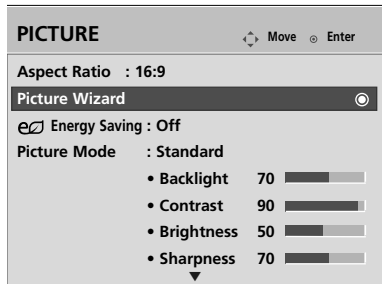 PICTURE Move Enter
Aspect Ratio : 16:9
Picture Wizard
Energy Saving : Off
Picture Mode : Standard
• Backlight 70
• Contrast 90
• Brightness 50
• Sharpness 70